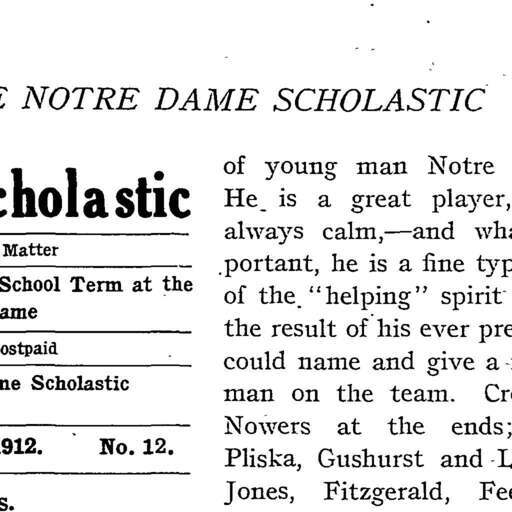 E NOTRE DAME SCHOLASTIC
cholastic
Matter
School Term at the
ame
ostpaid
ne Scholastic
1912. No. 12.
s.
of young man Notre
He is a great player,
always calm,—and wha
portant, he is a fine typ
of the "helping" spirit
the result of his ever pre
could name and give a
man on the team. Cro
Nowers at the ends;
Pliska, Gushurst and L
Jones, Fitzgerald, Fee